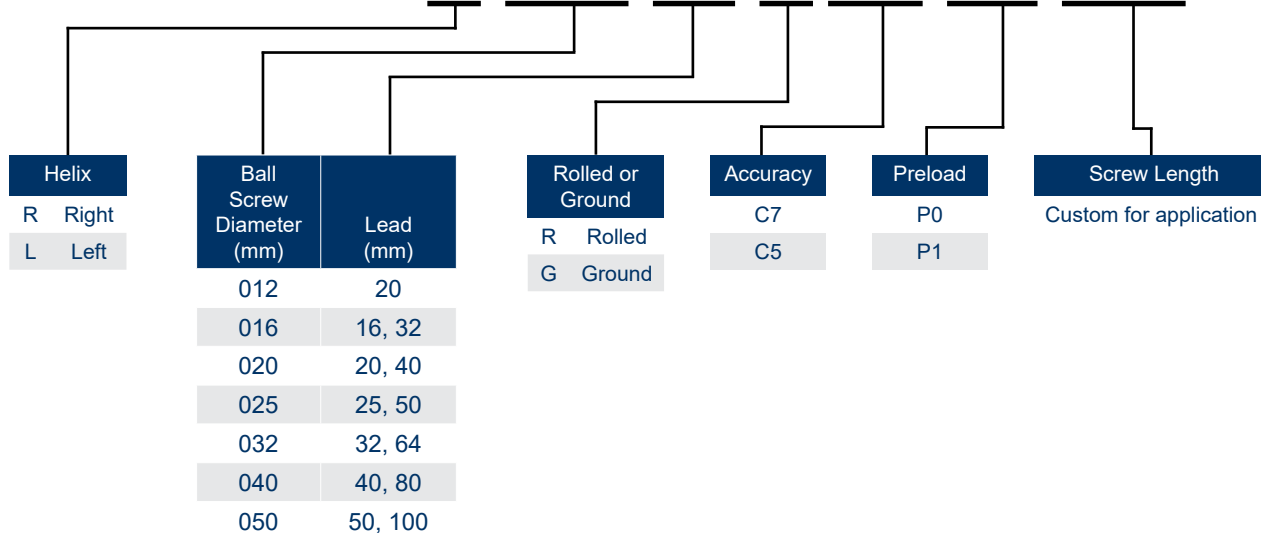 Helix
R Right
L Left
Ball
Screw
Diameter
(mm)
Lead
(mm)
012 20
016 16, 32
020 20, 40
025 25, 50
032 32, 64
040 40, 80
050 50, 100
Rolled or
Ground
R Rolled
G Ground
Accuracy
C7
C5
Preload
P0
P1
Screw Length
Custom for application